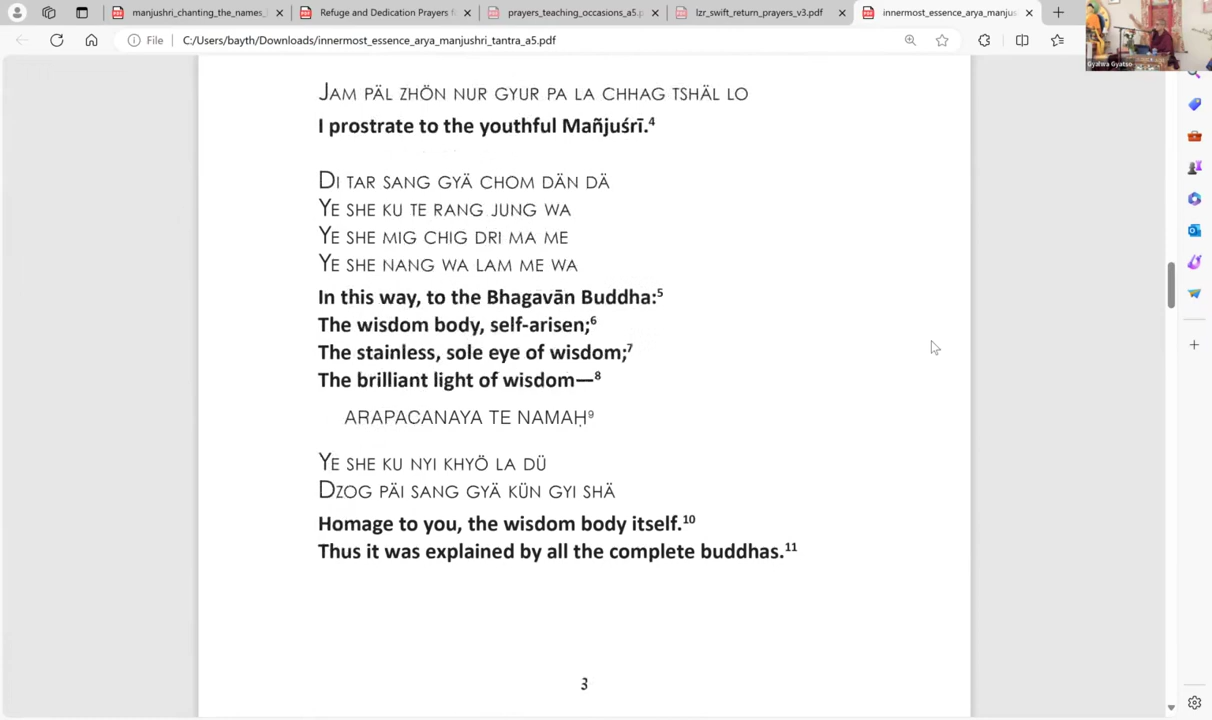 manjushri_chanting_the_names_
Refuge and Dedication Prayers f
prayers_teaching_occasions_a5.p
lzr_swift_return_prayers_v3.pdf
innermost_essence_arya_manjus
File
C:/Users/bayth/Downloads/innermost_essence_arya_manjushri_tantra_a5.pdf
Gyalwa Gyatso
JAM PÄL ZHÖN NUR GYUR PA LA CHHAG TSHÄL LO
I prostrate to the youthful Mañjuśrī.⁴
DI TAR SANG GYÄ CHOM DÄN DÄ
YE SHE KU TE RANG JUNG WA
YE SHE MIG CHIG DRI MA ME
YE SHE NANG WA LAM ME WA
In this way, to the Bhagavān Buddha:⁵
The wisdom body, self-arisen;⁶
The stainless, sole eye of wisdom;⁷
The brilliant light of wisdom—⁸
ARAPACANAYA TE NAMAḤ⁹
YE SHE KU NYI KHYÖ LA DÜ
DZOG PÄI SANG GYÄ KÜN GYI SHÄ
Homage to you, the wisdom body itself.¹⁰
Thus it was explained by all the complete buddhas.¹¹
3